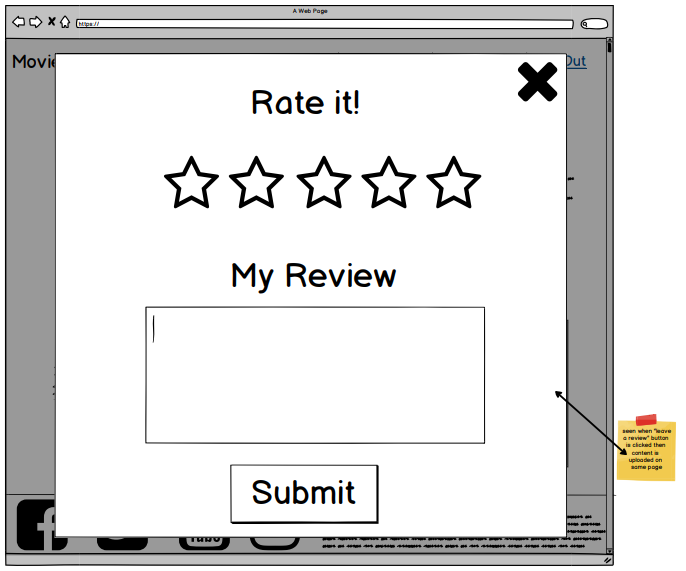 A Web Page
https://
Movie
Out
Rate it!
My Review
Submit
seen when "leave
a review" button
is clicked then
content is
uploaded on
same page
f
Tube